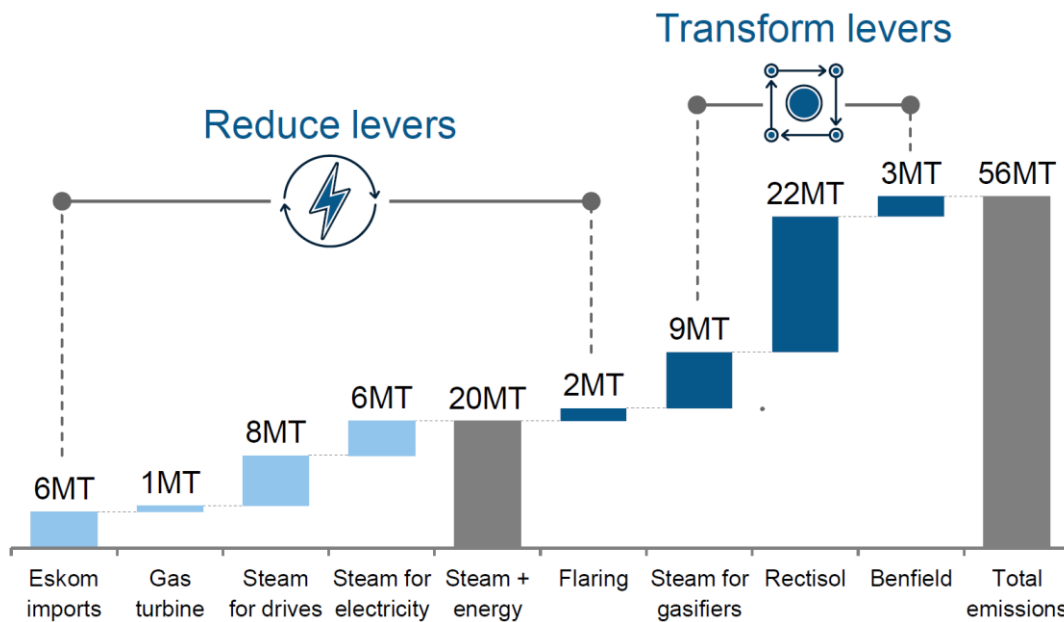 Transform levers
Reduce levers
6MT
1MT
8MT
6MT
20MT
2MT
9MT
22MT
3MT
56MT
Eskom
imports
Gas
turbine
Steam
for drives
Steam for
electricity
Steam +
energy
Flaring
Steam for
gasifiers
Rectisol
Benfield
Total
emissions